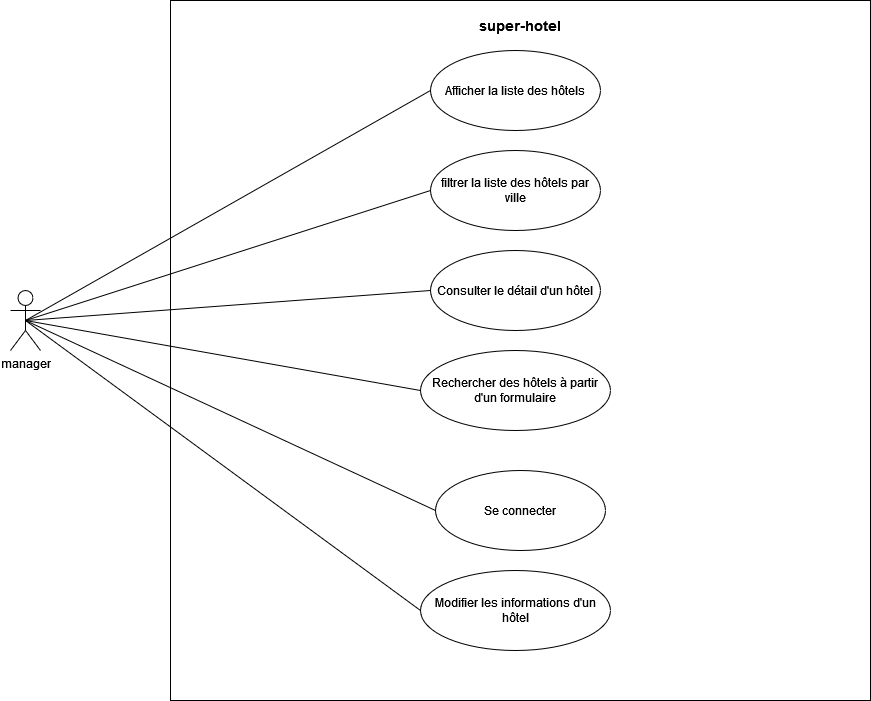 super-hotel
Afficher la liste des hôtels
filtrer la liste des hôtels par
ville
Consulter le détail d'un hôtel
manager
Rechercher des hôtels à partir
d'un formulaire
Se connecter
Modifier les informations d'un
hôtel